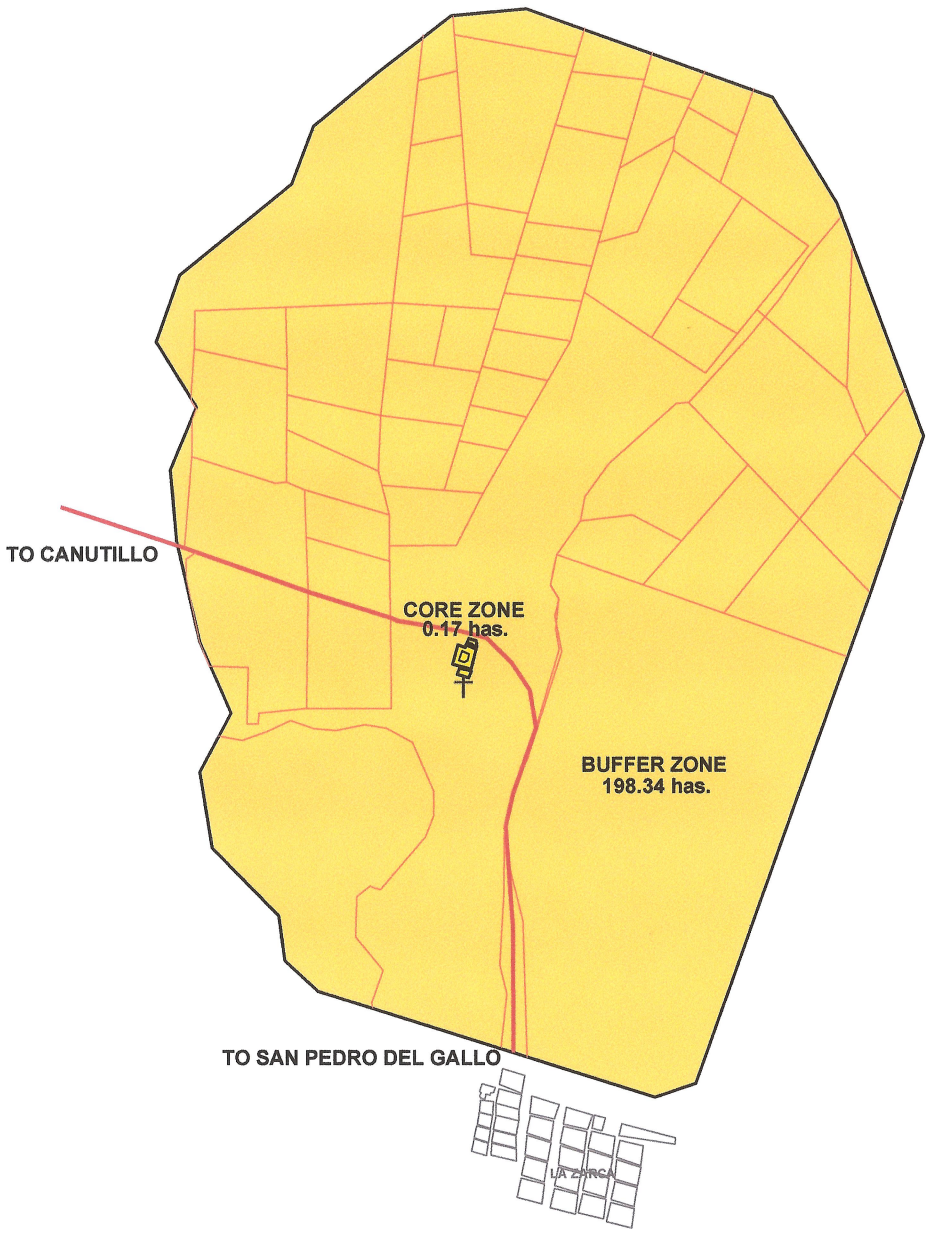 TO CANUTILLO
CORE ZONE
0.17 has.
BUFFER ZONE
198.34 has.
TO SAN PEDRO DEL GALLO
LA ZARCA